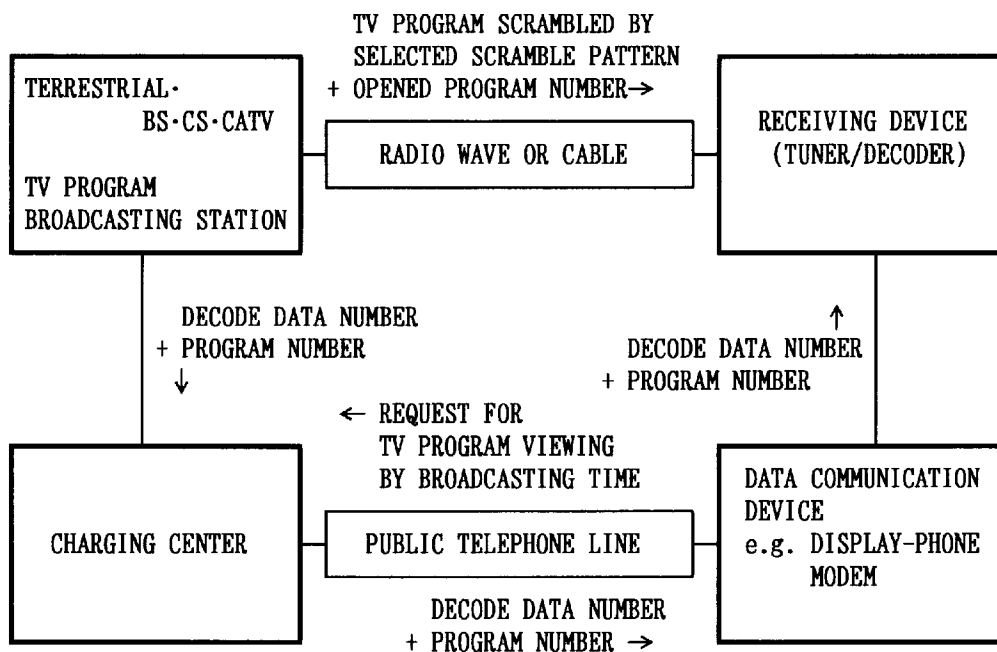 TV PROGRAM SCRAMBLED BY
SELECTED SCRAMBLE PATTERN
+ OPENED PROGRAM NUMBER→
TERRESTRIAL·
BS·CS·CATV
TV PROGRAM
BROADCASTING STATION
RADIO WAVE OR CABLE
RECEIVING DEVICE
(TUNER/DECODER)
DECODE DATA NUMBER
+ PROGRAM NUMBER
↓
↑
DECODE DATA NUMBER
+ PROGRAM NUMBER
← REQUEST FOR
TV PROGRAM VIEWING
BY BROADCASTING TIME
CHARGING CENTER
PUBLIC TELEPHONE LINE
DATA COMMUNICATION
DEVICE
e.g. DISPLAY-PHONE
MODEM
DECODE DATA NUMBER
+ PROGRAM NUMBER →